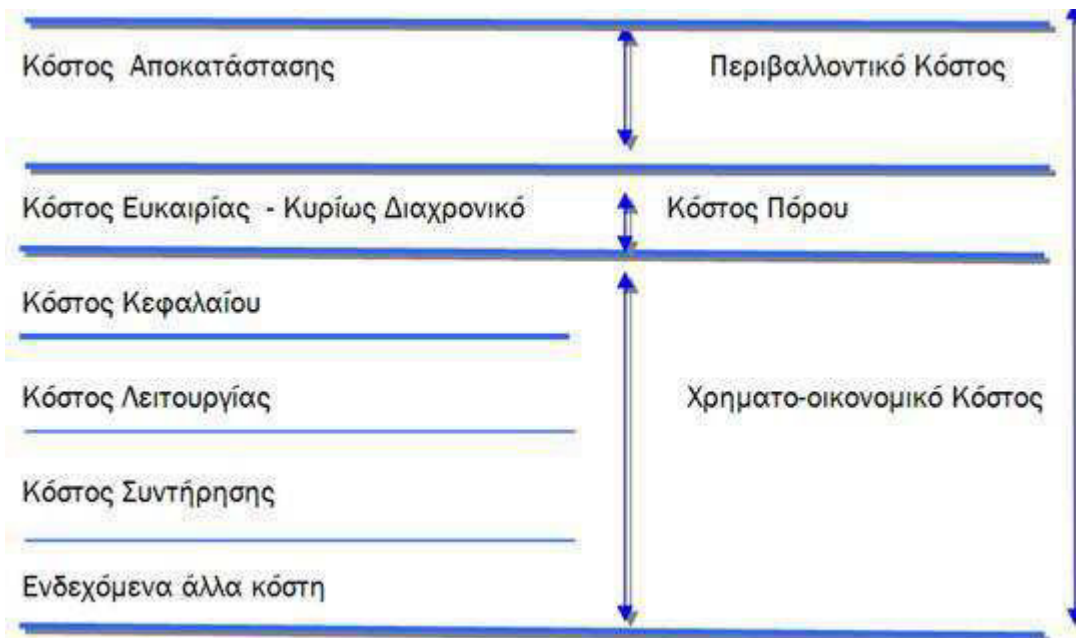 Κόστος Αποκατάστασης Περιβαλλοντικό Κόστος
Κόστος Ευκαιρίας - Κυρίως Διαχρονικό Κόστος Πόρου
Κόστος Κεφαλαίου
Κόστος Λειτουργίας Χρηματο-οικονομικό Κόστος
Κόστος Συντήρησης
Ενδεχόμενα άλλα κόστη